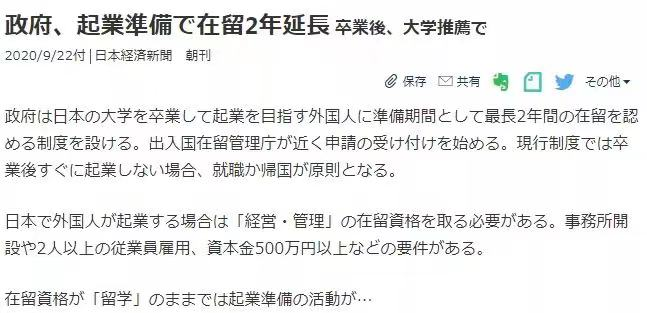 政府、起業準備で在留2年延長 卒業後、大学推薦で
2020/9/22付 | 日本経済新聞　朝刊
保存 共有 その他
政府は日本の大学を卒業して起業を目指す外国人に準備期間として最長2年間の在留を認
める制度を設ける。出入国在留管理庁が近く申請の受け付けを始める。現行制度では卒
業後すぐに起業しない場合、就職か帰国が原則となる。
日本で外国人が起業する場合は「経営・管理」の在留資格を取る必要がある。事務所開
設や2人以上の従業員雇用、資本金500万円以上などの要件がある。
在留資格が「留学」のままでは起業準備の活動が…